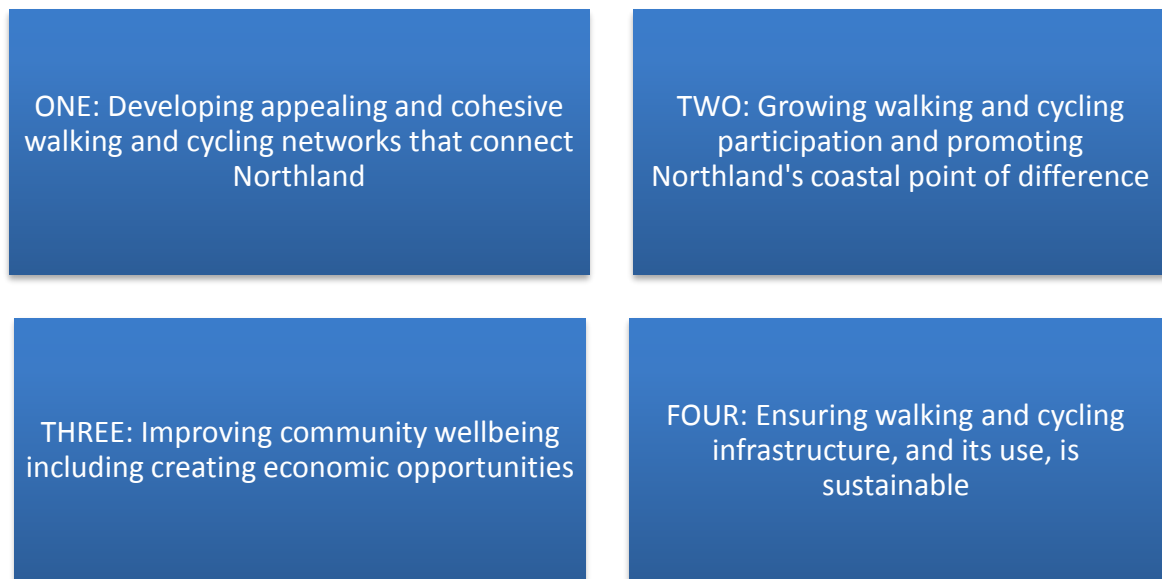 ONE: Developing appealing and cohesive
walking and cycling networks that connect
Northland
TWO: Growing walking and cycling
participation and promoting
Northland's coastal point of difference
THREE: Improving community wellbeing
including creating economic opportunities
FOUR: Ensuring walking and cycling
infrastructure, and its use, is
sustainable